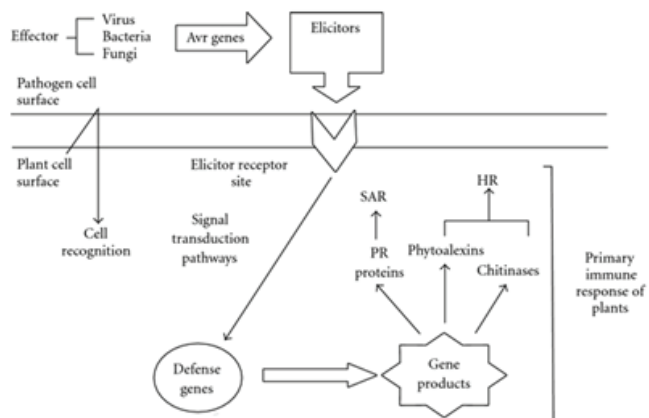 Effector
Virus
Bacteria
Fungi
Avr genes
Elicitors
Pathogen cell
surface
Plant cell
surface
Elicitor receptor
site
Cell
recognition
Signal
transduction
pathways
SAR
PR
proteins
HR
Phytoalexins
Chitinases
Primary
immune
response of
plants
Defense
genes
Gene
products